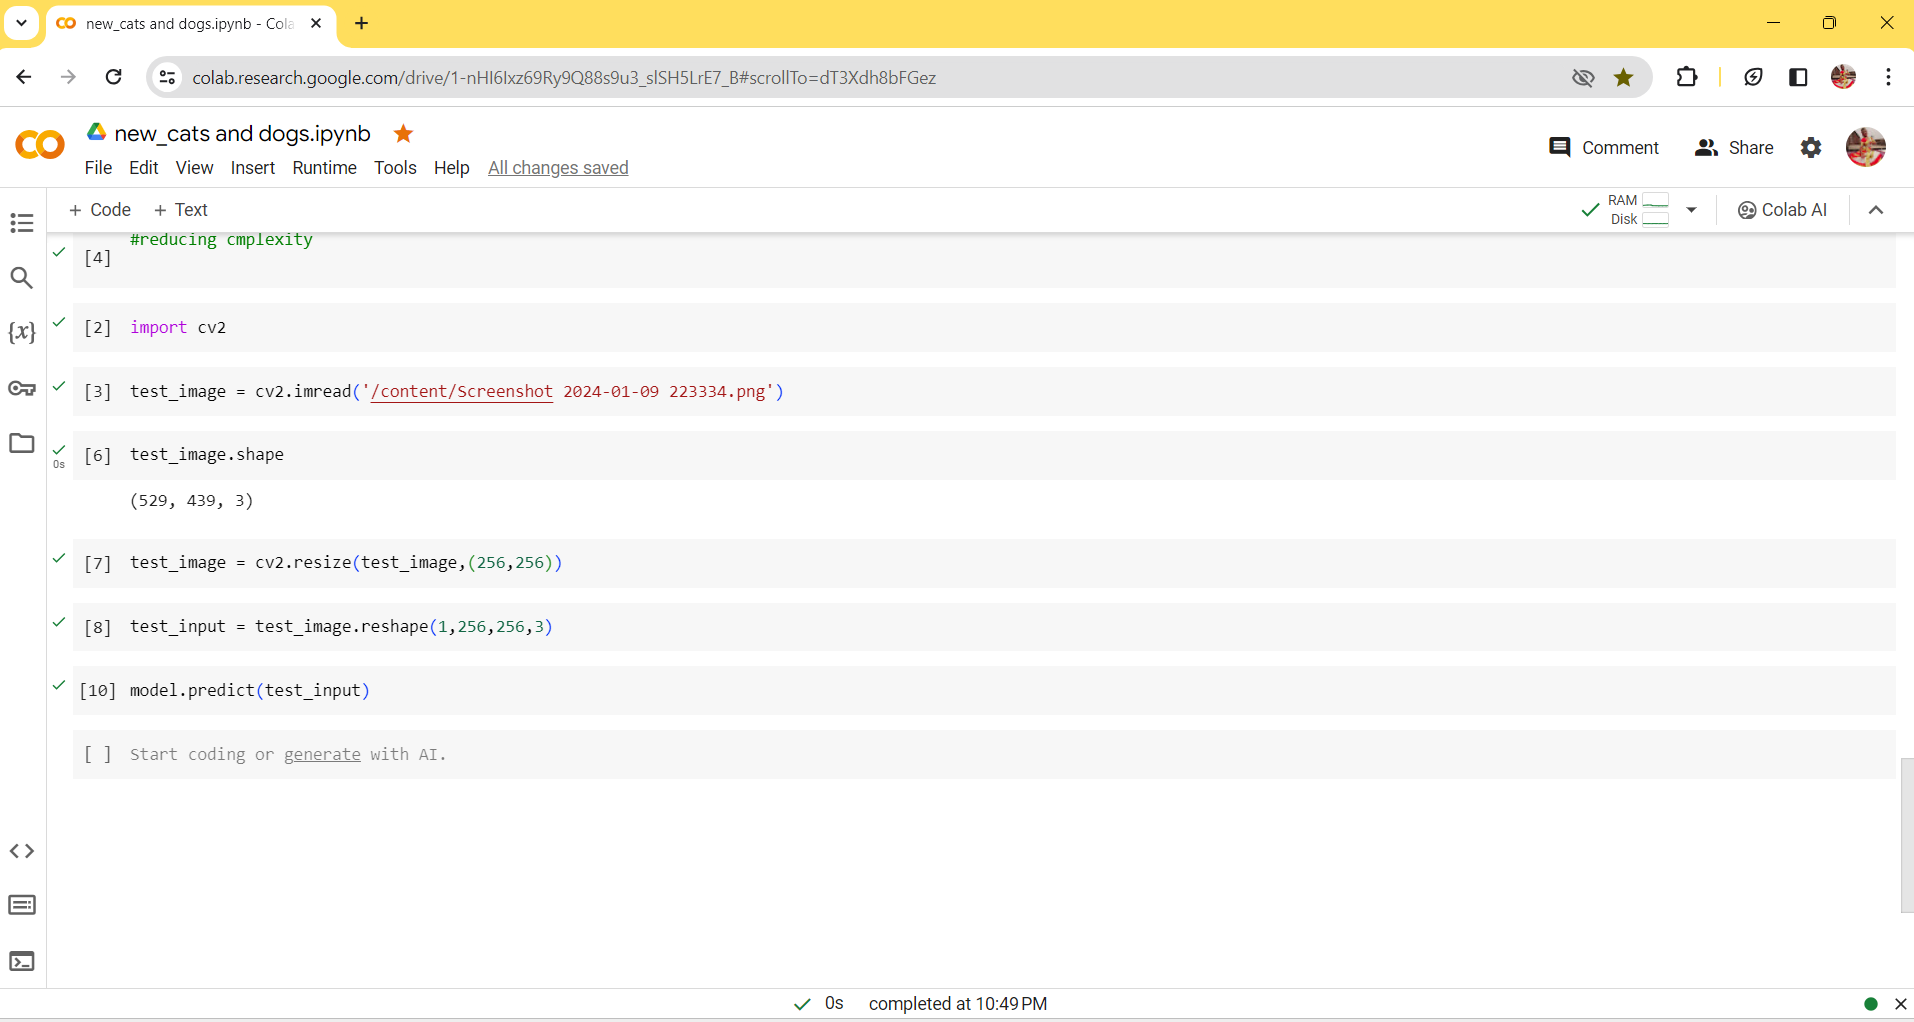 new_cats and dogs.ipynb - Cola
colab.research.google.com/drive/1-nHI6Ixz69Ry9Q88s9u3_slSH5LrE7_B#scrollTo=dT3Xdh8bFGez
new_cats and dogs.ipynb
Comment
Share
File Edit View Insert Runtime Tools Help All changes saved
+ Code + Text
RAM
Disk
Colab AI
#reducing cmplexity
[4]
[2] import cv2
[3] test_image = cv2.imread('/content/Screenshot 2024-01-09 223334.png')
[6] test_image.shape
0s
(529, 439, 3)
[7] test_image = cv2.resize(test_image,(256,256))
[8] test_input = test_image.reshape(1,256,256,3)
[10] model.predict(test_input)
[ ] Start coding or generate with AI.
0s completed at 10:49 PM